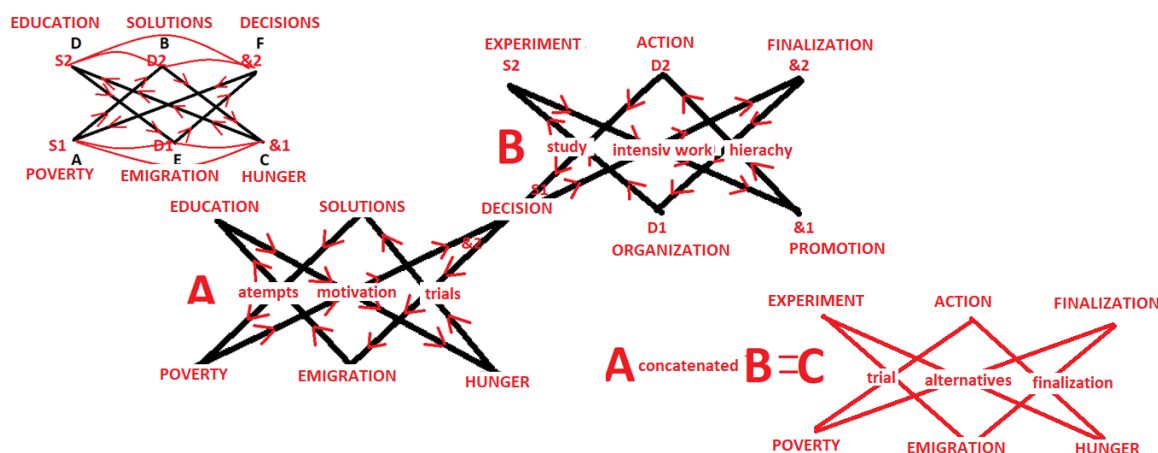 EDUCATION SOLUTIONS DECISIONS
D B F
S2 D2 &2
S1 D1 &1
A E C
POVERTY EMIGRATION HUNGER
EXPERIMENT ACTION FINALIZATION
S2 D2 &2
B study intensiv work hierachy
S1
D1 &1
ORGANIZATION PROMOTION
EDUCATION SOLUTIONS DECISION
&2
A atempts motivation trials
POVERTY EMIGRATION HUNGER
EXPERIMENT ACTION FINALIZATION
A concatenated B = C
trial alternatives finalization
POVERTY EMIGRATION HUNGER